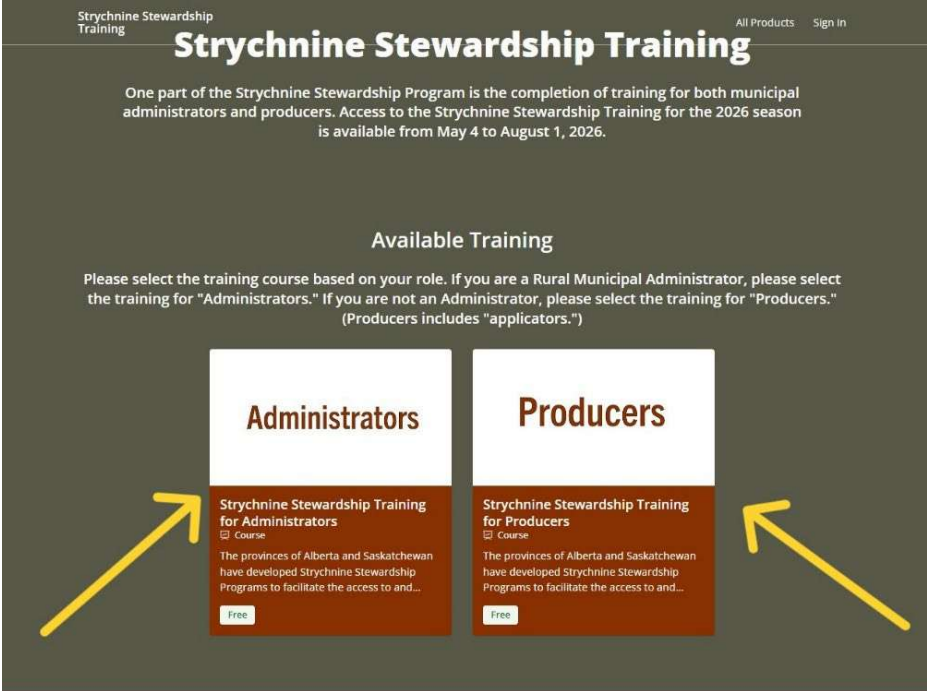 Strychnine Stewardship
Training
All Products
Sign In
Strychnine Stewardship Training
One part of the Strychnine Stewardship Program is the completion of training for both municipal
administrators and producers. Access to the Strychnine Stewardship Training for the 2026 season
is available from May 4 to August 1, 2026.
Available Training
Please select the training course based on your role. If you are a Rural Municipal Administrator, please select
the training for "Administrators." If you are not an Administrator, please select the training for "Producers."
(Producers includes "applicators.")
Administrators
Strychnine Stewardship Training
for Administrators
Course
The provinces of Alberta and Saskatchewan
have developed Strychnine Stewardship
Programs to facilitate the access to and...
Free
Producers
Strychnine Stewardship Training
for Producers
Course
The provinces of Alberta and Saskatchewan
have developed Strychnine Stewardship
Programs to facilitate the access to and...
Free